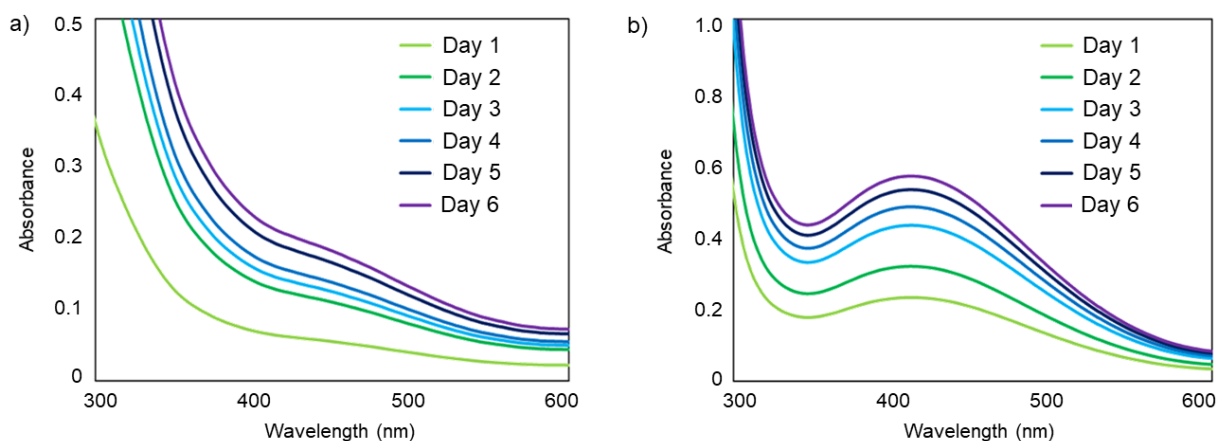 a)
0.5
0.4
0.3
0.2
0.1
0
Absorbance
300
400
500
600
Wavelength (nm)
Day 1
Day 2
Day 3
Day 4
Day 5
Day 6
b)
1.0
0.8
0.6
0.4
0.2
0.0
Absorbance
300
400
500
600
Wavelength (nm)
Day 1
Day 2
Day 3
Day 4
Day 5
Day 6